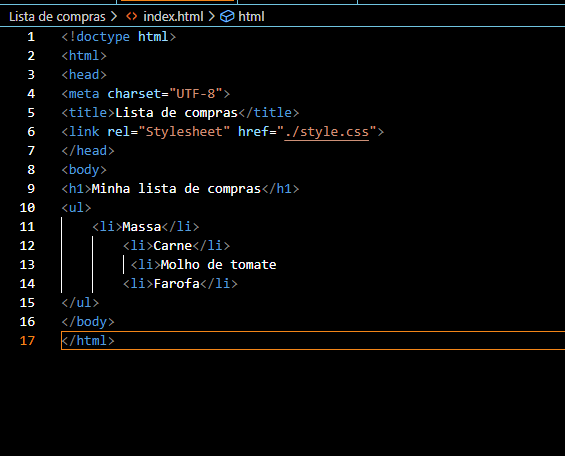 Lista de compras > <> index.html > html
1 <!doctype html>
2 <html>
3 <head>
4 <meta charset="UTF-8">
5 <title>Lista de compras</title>
6 <link rel="Stylesheet" href="./style.css">
7 </head>
8 <body>
9 <h1>Minha lista de compras</h1>
10 <ul>
11     <li>Massa</li>
12         <li>Carne</li>
13          <li>Molho de tomate
14         <li>Farofa</li>
15 </ul>
16 </body>
17 </html>